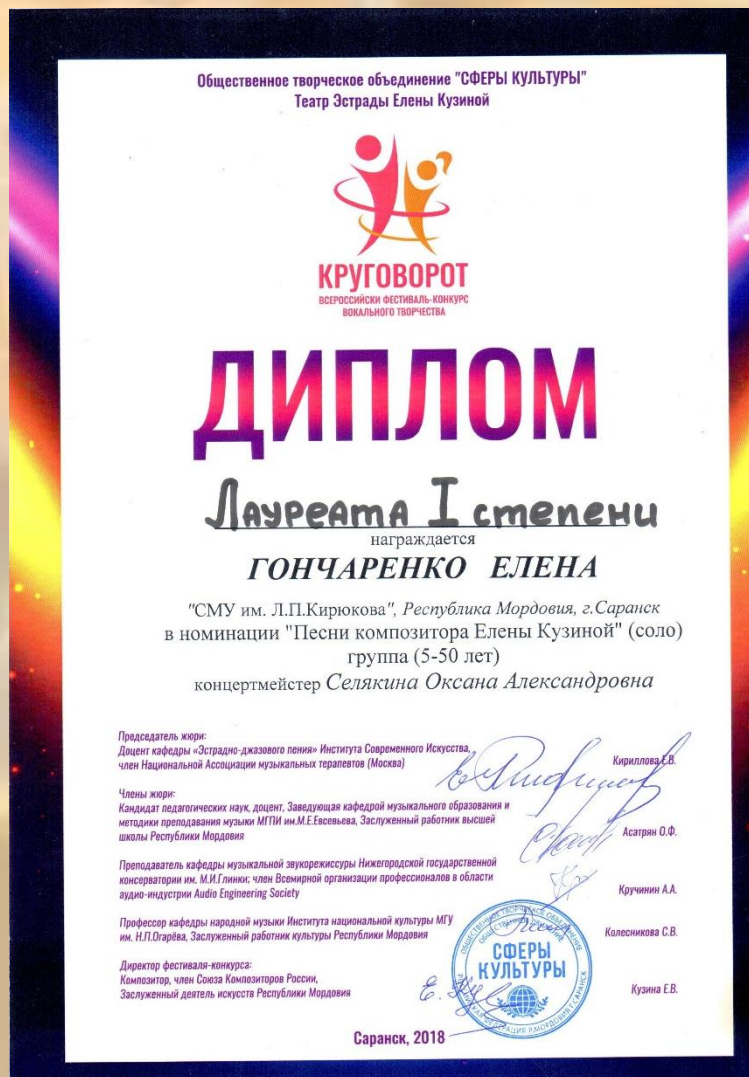 Общественное творческое объединение "СФЕРЫ КУЛЬТУРЫ"
Театр Эстрады Елены Кузиной
КРУГОВОРОТ
ВСЕРОССИЙСКИ ФЕСТИВАЛЬ-КОНКУРС
ВОКАЛЬНОГО ТВОРЧЕСТВА
ДИПЛОМ
Лауреата I степени
награждается
ГОНЧАРЕНКО ЕЛЕНА
"СМУ им. Л.П.Кирюкова", Республика Мордовия, г.Саранск
в номинации "Песни композитора Елены Кузиной" (соло)
группа (5-50 лет)
концертмейстер Селякина Оксана Александровна
Председатель жюри:
Доцент кафедры «Эстрадно-джазового пения» Института Современного Искусства,
член Национальной Ассоциации музыкальных терапевтов (Москва)
Кириллова Е.В.
Члены жюри:
Кандидат педагогических наук, доцент, Заведующая кафедрой музыкального образования и
методики преподавания музыки МГПИ им.М.Е.Евсевьева, Заслуженный работник высшей
школы Республики Мордовия
Асатрян О.Ф.
Преподаватель кафедры музыкальной звукорежиссуры Нижегородской государственной
консерватории им. М.И.Глинки; член Всемирной организации профессионалов в области
аудио-индустрии Audio Engineering Society
Кручинин А.А.
Профессор кафедры народной музыки Института национальной культуры МГУ
им. Н.П.Огарёва, Заслуженный работник культуры Республики Мордовия
Колесникова С.В.
Директор фестиваля-конкурса:
Композитор, член Союза Композиторов России,
Заслуженный деятель искусств Республики Мордовия
Кузина Е.В.
СФЕРЫ
КУЛЬТУРЫ
Саранск, 2018